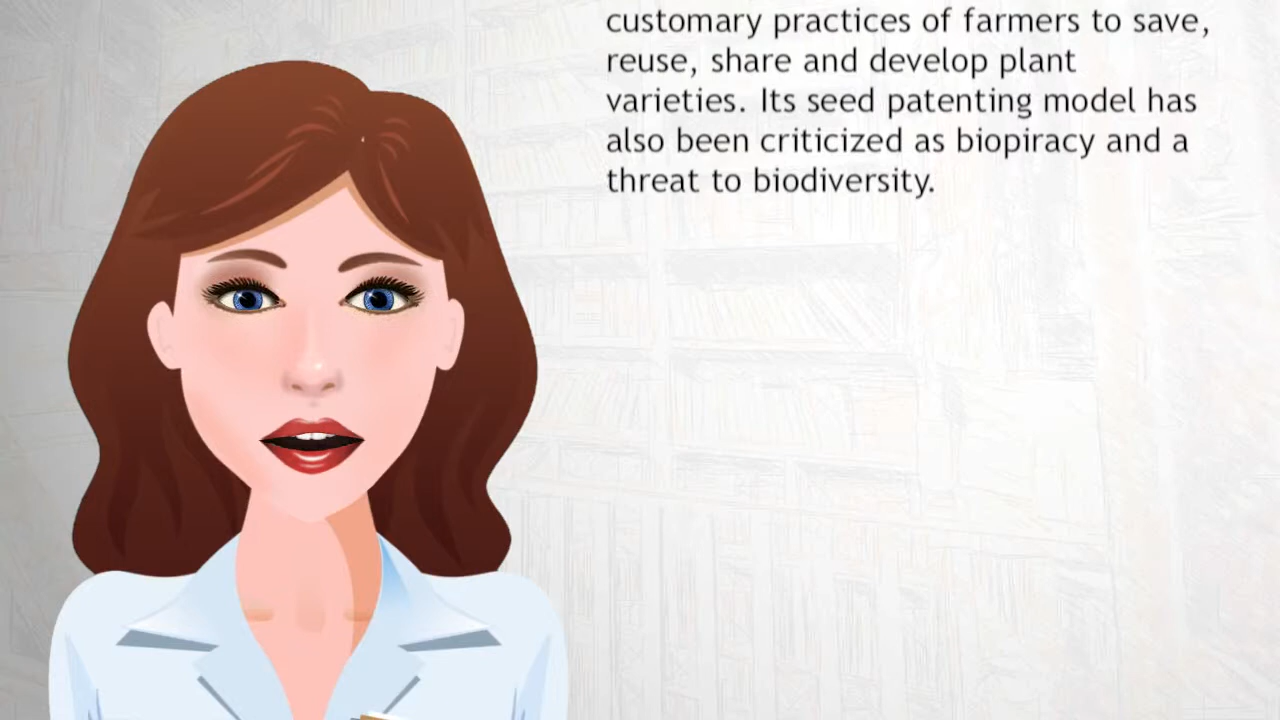 customary practices of farmers to save,
reuse, share and develop plant
varieties. Its seed patenting model has
also been criticized as biopiracy and a
threat to biodiversity.